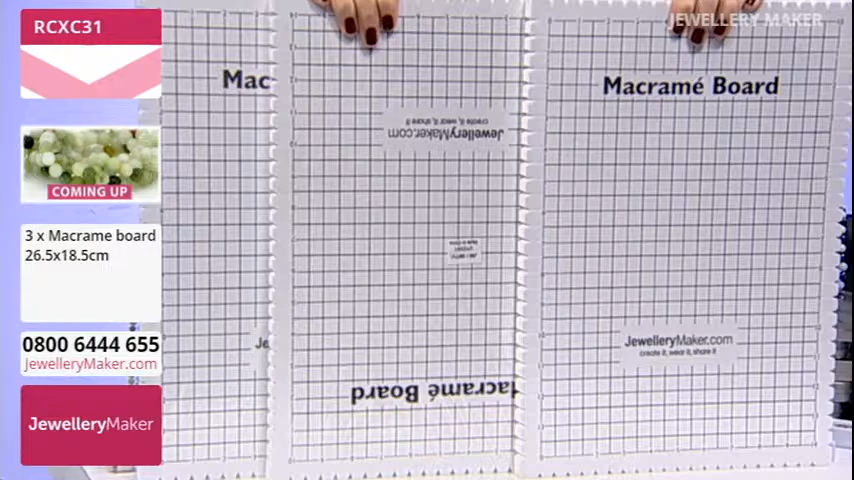 RCXC31
COMING UP
3 x Macrame board
26.5x18.5cm
0800 6444 655
JewelleryMaker.com
JewelleryMaker
JEWELLERY MAKER
Mac
Je
JewelleryMaker.com
create it, wear it, share it
acramé Board
Macramé Board
JewelleryMaker.com
create it, wear it, share it